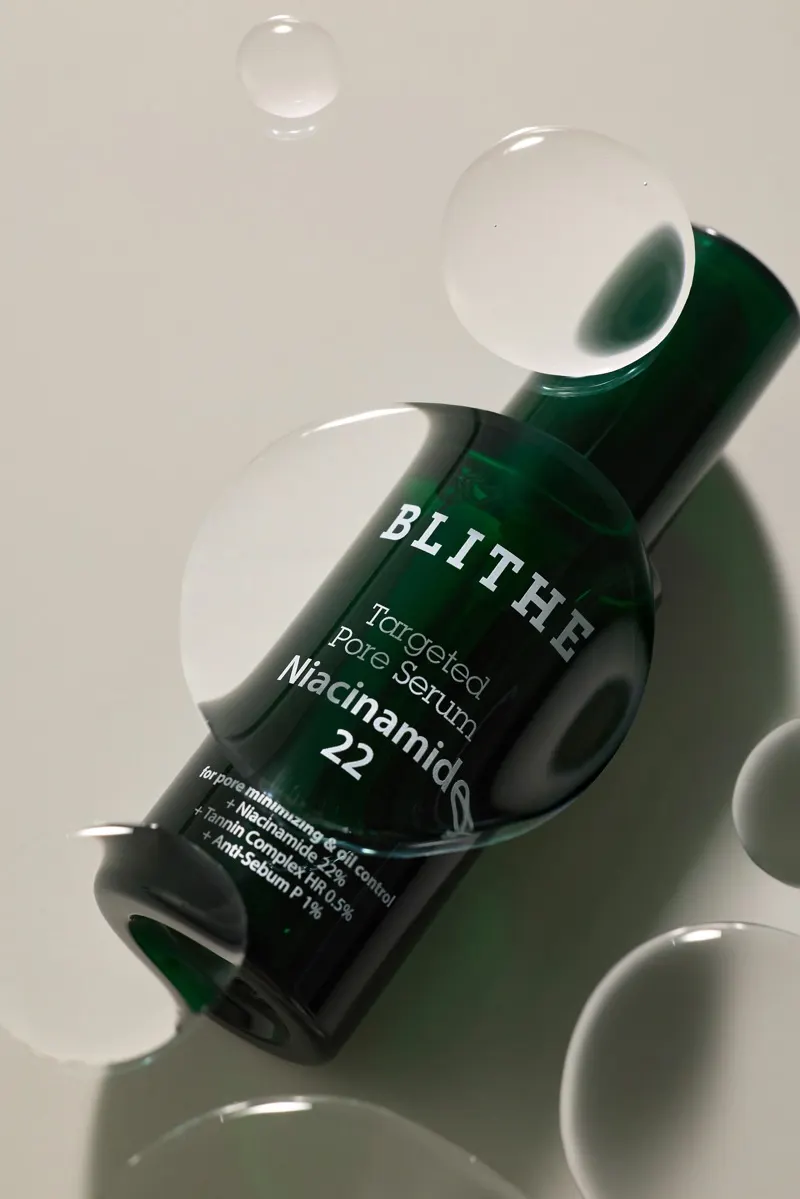 BLITHE
Targeted
Pore Serum
Niacinamide
22
for pore minimizing & oil control
+ Niacinamide 22%
+ Tannin Complex HR 0.5%
+ Anti-Sebum P 1%